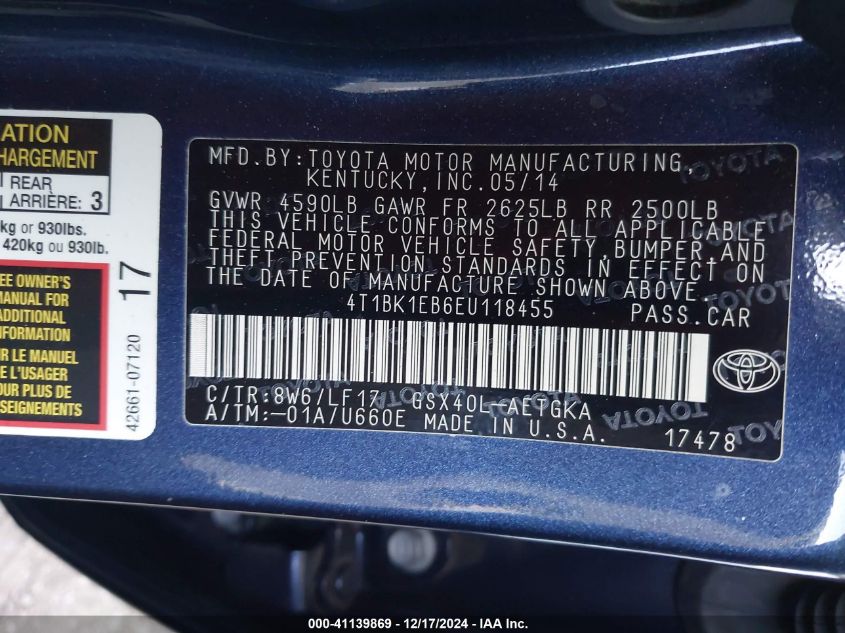 ATION
HARGEMENT
REAR
ARRIÈRE: 3
kg or 930lbs.
420kg ou 930lb.
EE OWNER'S
MANUAL FOR
ADDITIONAL
INFORMATION
R LE MANUEL
E L'USAGER
POUR PLUS DE
NSEIGNEMENTS.
17
42661-07120
MFD.BY:TOYOTA MOTOR MANUFACTURING,
KENTUCKY,INC.05/14
GVWR 4590LB GAWR FR 2625LB RR 2500LB
THIS VEHICLE CONFORMS TO ALL APPLICABLE
FEDERAL MOTOR VEHICLE SAFETY,BUMPER,AND
THEFT PREVENTION STANDARDS IN EFFECT ON
THE DATE OF MANUFACTURE SHOWN ABOVE.
4T1BK1EB6EU118455 PASS.CAR
C/TR:8W6/LF17 GSX40L-AETGKA
A/TM:-01A/U660E MADE IN U.S.A. 17478
TOYOTA
000-41139869 - 12/17/2024 - IAA Inc.